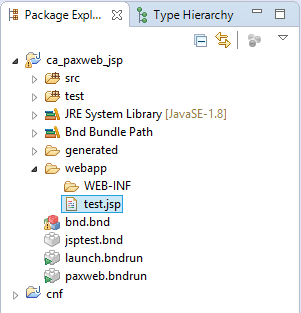 Package Explo
Type Hierarchy
ca_paxweb_jsp
src
test
JRE System Library [JavaSE-1.8]
Bnd Bundle Path
generated
webapp
WEB-INF
test.jsp
bnd.bnd
jsptest.bnd
launch.bndrun
paxweb.bndrun
cnf